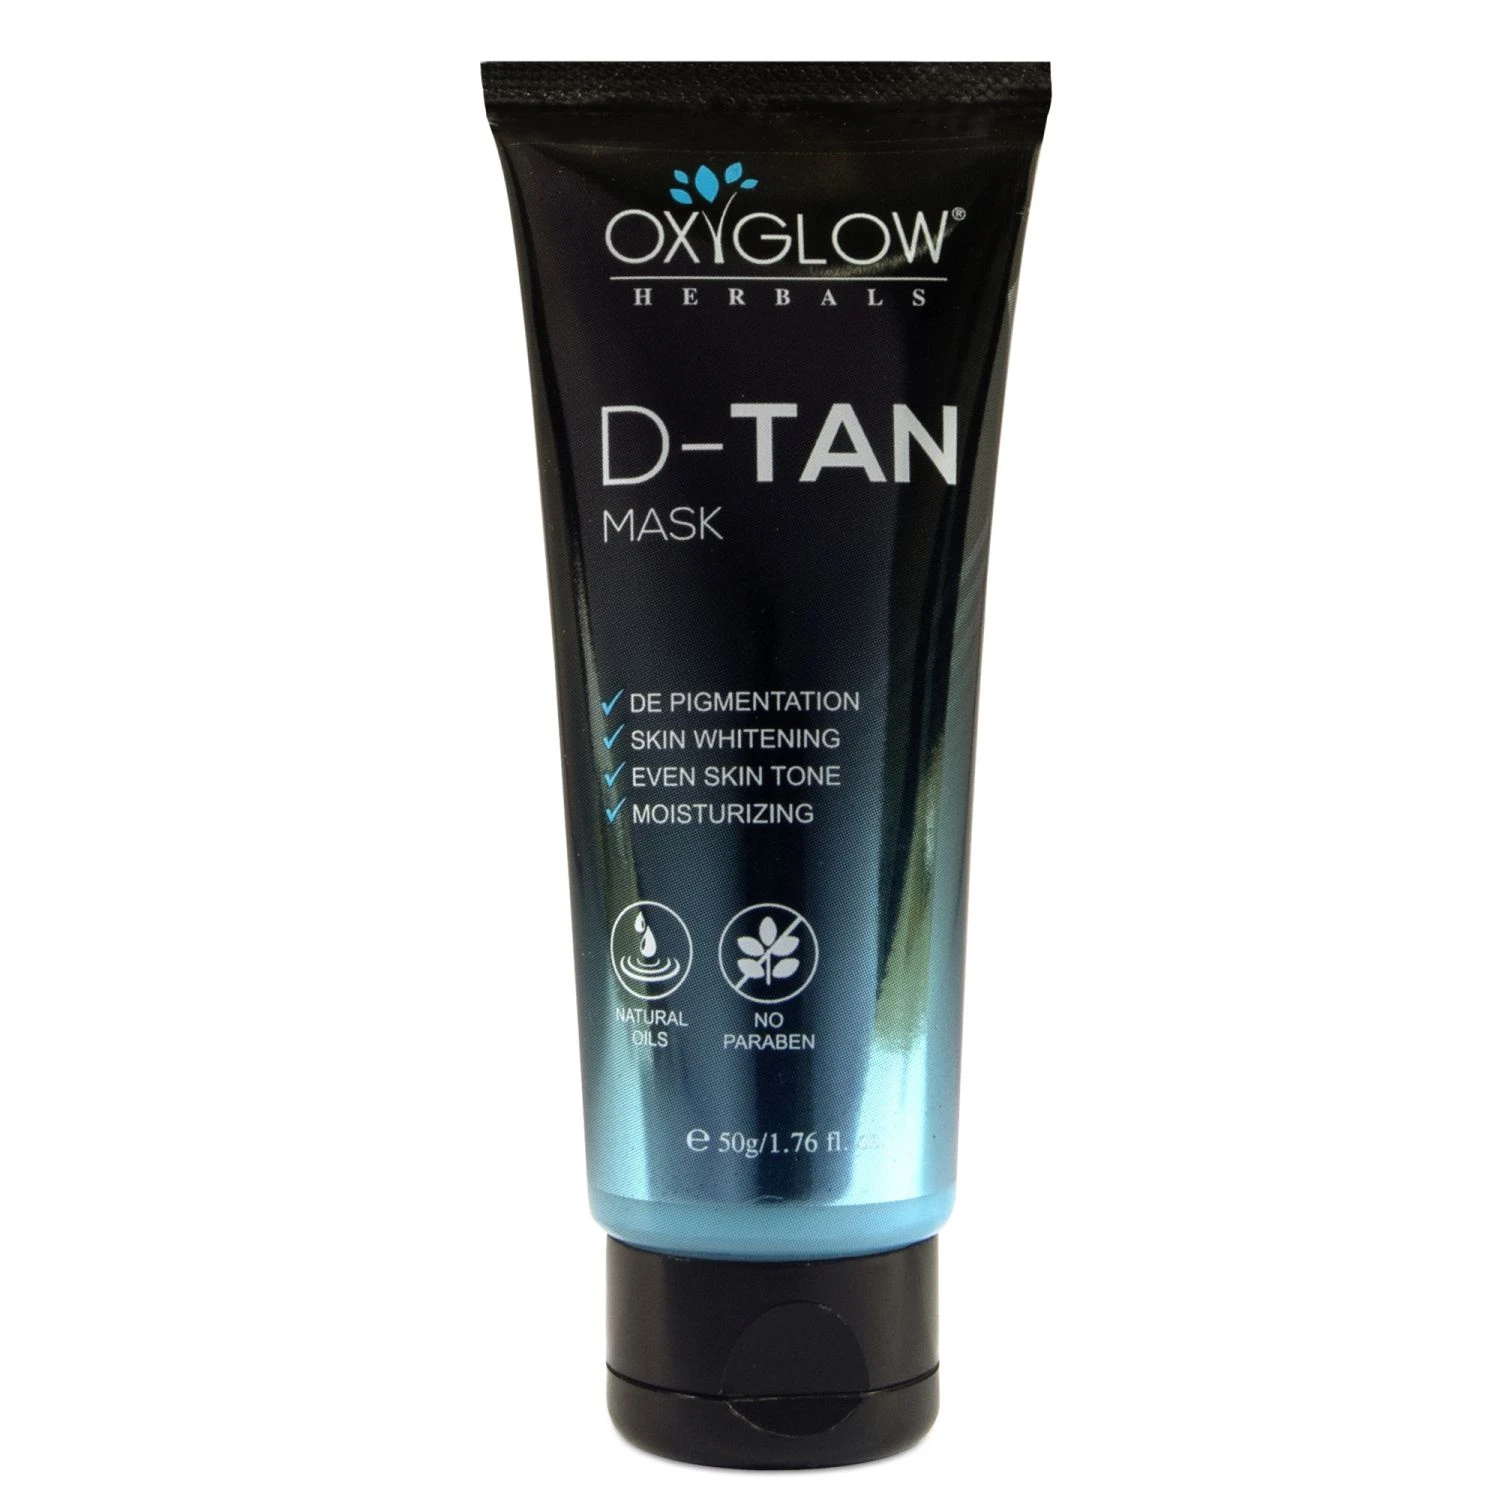 OXYGLOW®
HERBALS
D-TAN
MASK
✓ DE PIGMENTATION
✓ SKIN WHITENING
✓ EVEN SKIN TONE
✓ MOISTURIZING
NATURAL
OILS
NO
PARABEN
℮ 50g/1.76 fl.